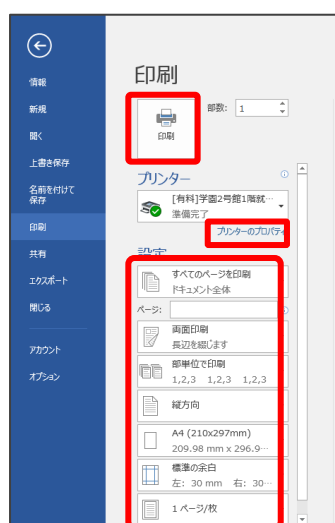 情報
新規
開く
上書き保存
名前を付けて
保存
印刷
共有
エクスポート
閉じる
アカウント
オプション
印刷
印刷
部数: 1
プリンター
[有料]学園2号館1階就…
準備完了
プリンターのプロパティ
設定
すべてのページを印刷
ドキュメント全体
ページ:
両面印刷
長辺を綴じます
部単位で印刷
1,2,3 1,2,3 1,2,3
縦方向
A4 (210x297mm)
209.98 mm x 296.9…
標準の余白
左: 30 mm 右: 30…
1 ページ/枚